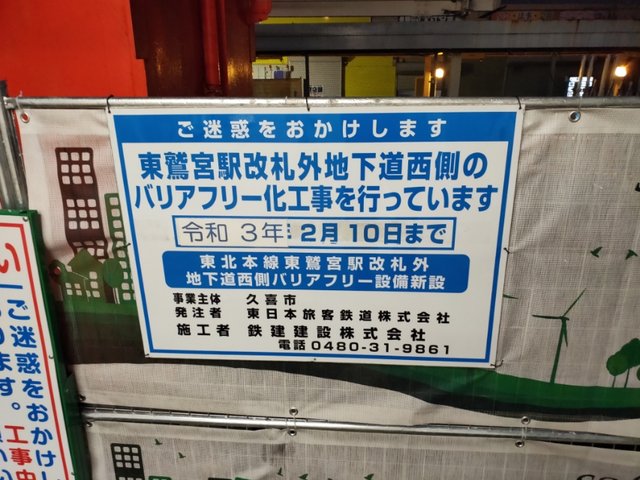 ご迷惑をおかけします
東鷲宮駅改札外地下道西側の
バリアフリー化工事を行っています
令和 3年 2月 10日まで
東北本線東鷲宮駅改札外
地下道西側バリアフリー設備新設
事業主体 久喜市
発注者 東日本旅客鉄道株式会社
施工者 鉄建建設株式会社
電話 0480-31-9861
ご迷惑をおかけし
工事中